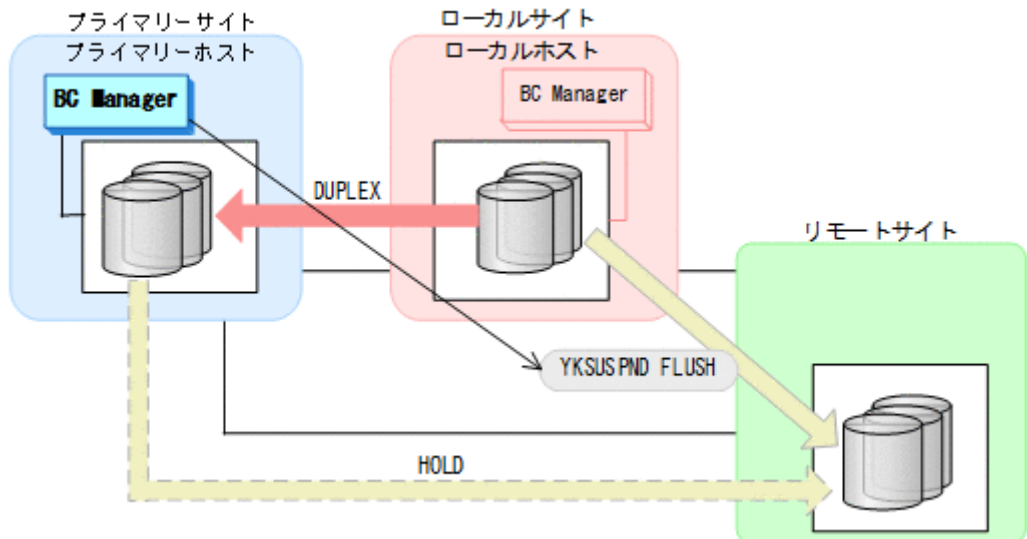 プライマリーサイト
プライマリーホスト
BC Manager
ローカルサイト
ローカルホスト
BC Manager
DUPLEX
リモートサイト
YKSUSPND FLUSH
HOLD